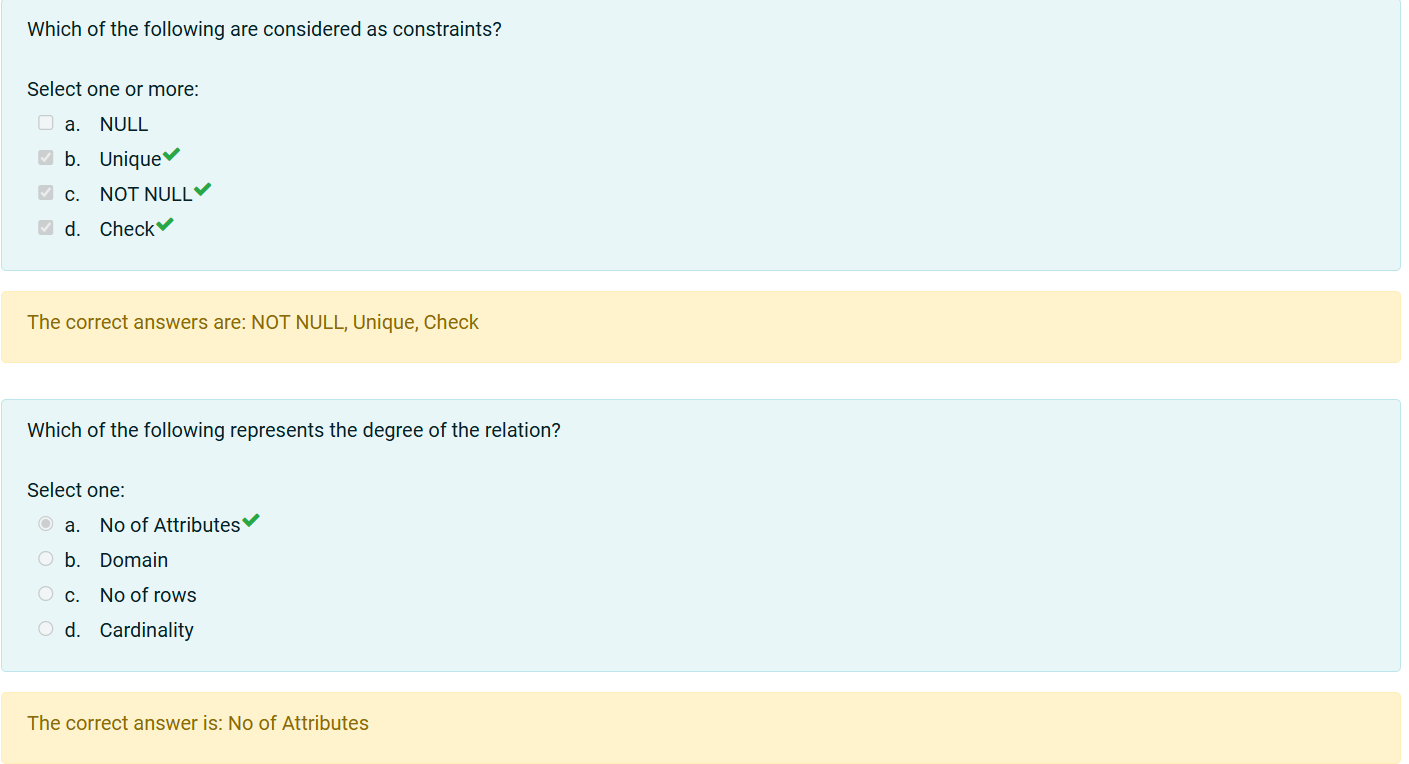 Which of the following are considered as constraints?
Select one or more:
a. NULL
b. Unique
c. NOT NULL
d. Check
The correct answers are: NOT NULL, Unique, Check
Which of the following represents the degree of the relation?
Select one:
a. No of Attributes
b. Domain
c. No of rows
d. Cardinality
The correct answer is: No of Attributes